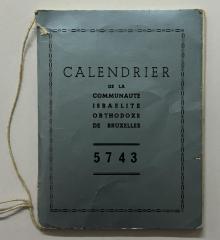 CALENDRIER
DE LA
COMMUNAUTE
ISRAELITE
ORTHODOXE
DE BRUXELLES
5743